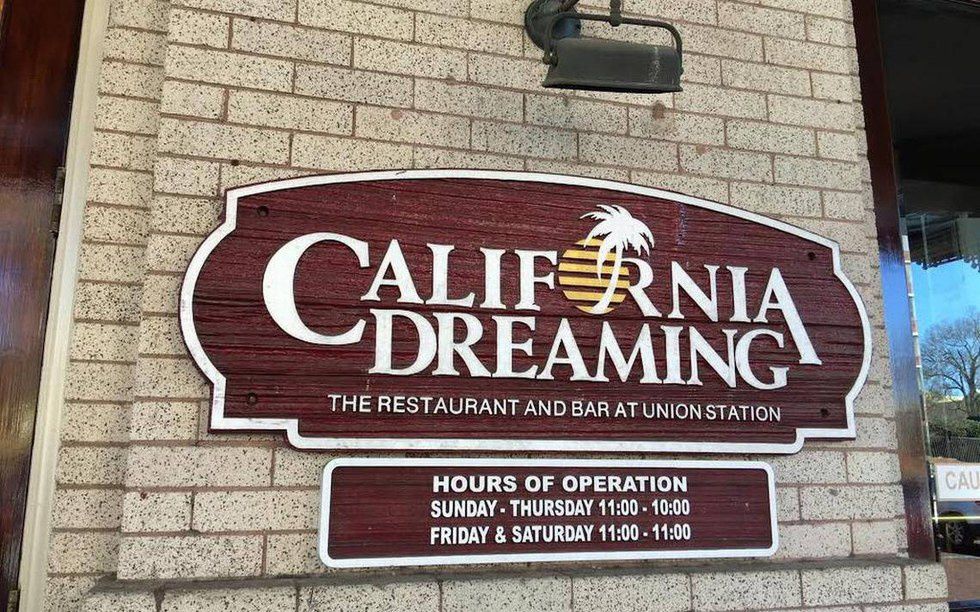 CALIFORNIA
DREAMING
THE RESTAURANT AND BAR AT UNION STATION
HOURS OF OPERATION
SUNDAY - THURSDAY 11:00 - 10:00
FRIDAY & SATURDAY 11:00 - 11:00